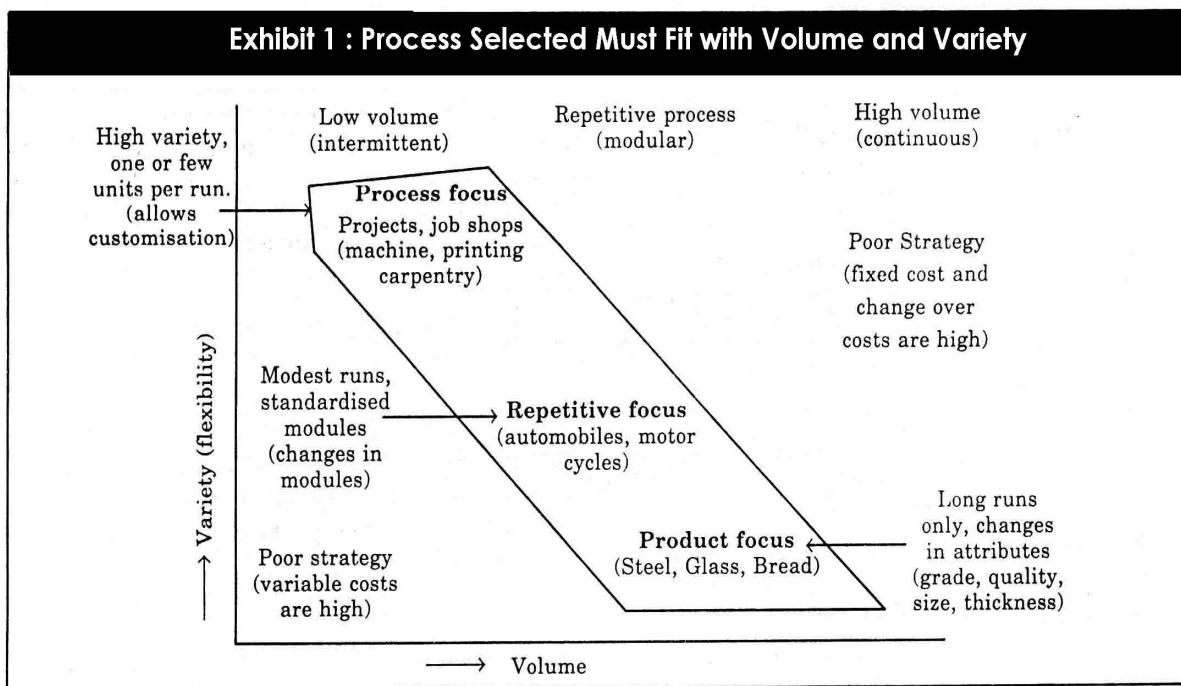 Exhibit 1 : Process Selected Must Fit with Volume and Variety
Low volume
(intermittent)
Repetitive process
(modular)
High volume
(continuous)
High variety,
one or few
units per run.
(allows
customisation)
Process focus
Projects, job shops
(machine, printing
carpentry)
Poor Strategy
(fixed cost and
change over
costs are high)
Modest runs,
standardised
modules
(changes in
modules)
Repetitive focus
(automobiles, motor
cycles)
Poor strategy
(variable costs
are high)
Product focus
(Steel, Glass, Bread)
Long runs
only, changes
in attributes
(grade, quality,
size, thickness)
Variety (flexibility)
Volume